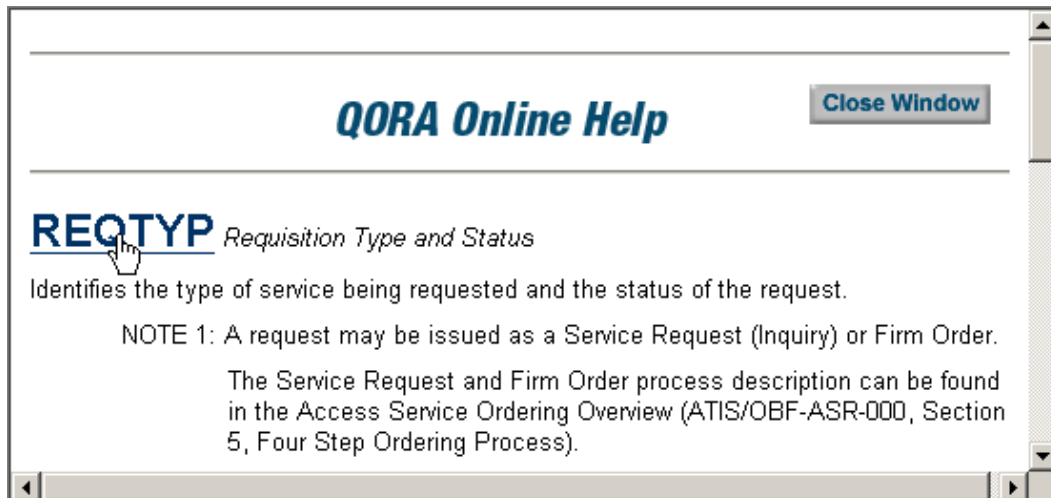 QORA Online Help
Close Window
REQTYP Requisition Type and Status
Identifies the type of service being requested and the status of the request.
NOTE 1: A request may be issued as a Service Request (Inquiry) or Firm Order.
The Service Request and Firm Order process description can be found
in the Access Service Ordering Overview (ATIS/OBF-ASR-000, Section
5, Four Step Ordering Process).